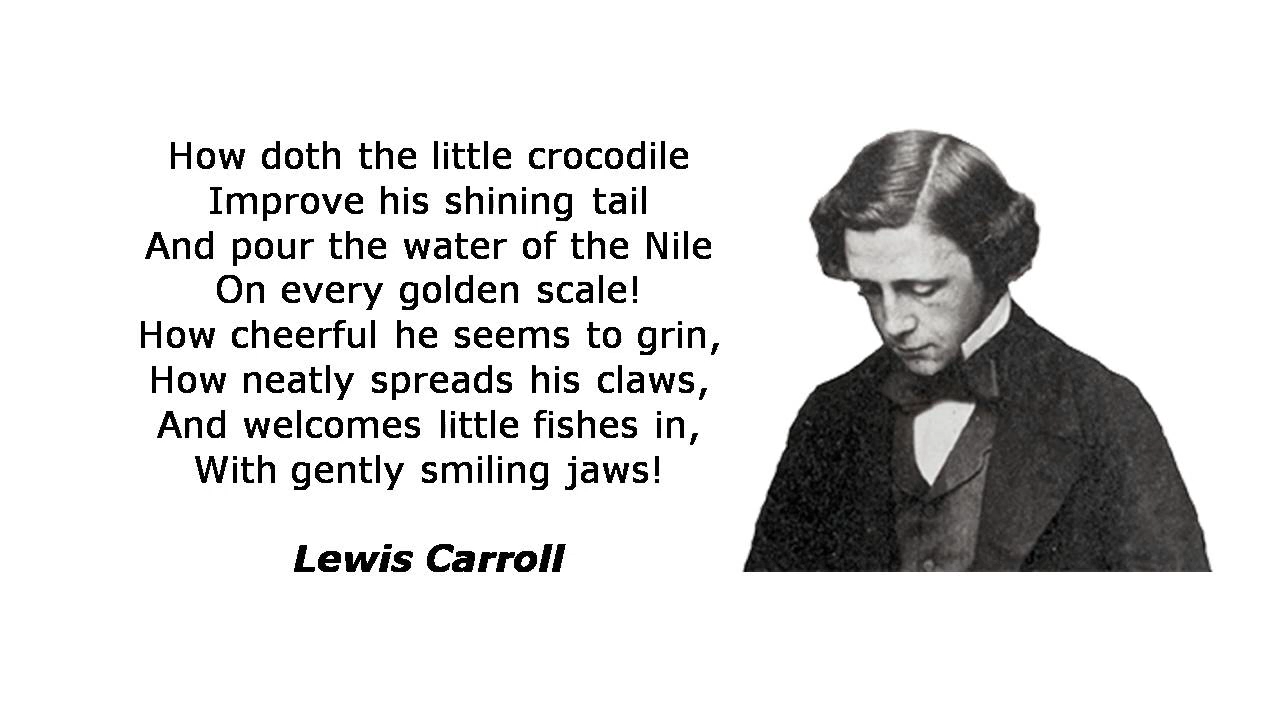 How doth the little crocodile
Improve his shining tail
And pour the water of the Nile
On every golden scale!
How cheerful he seems to grin,
How neatly spreads his claws,
And welcomes little fishes in,
With gently smiling jaws!
Lewis Carroll